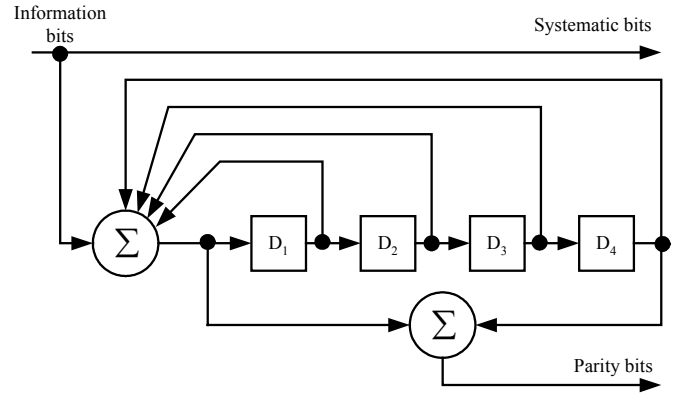 Information
bits
Systematic bits
Σ
D₁
D₂
D₃
D₄
Σ
Parity bits